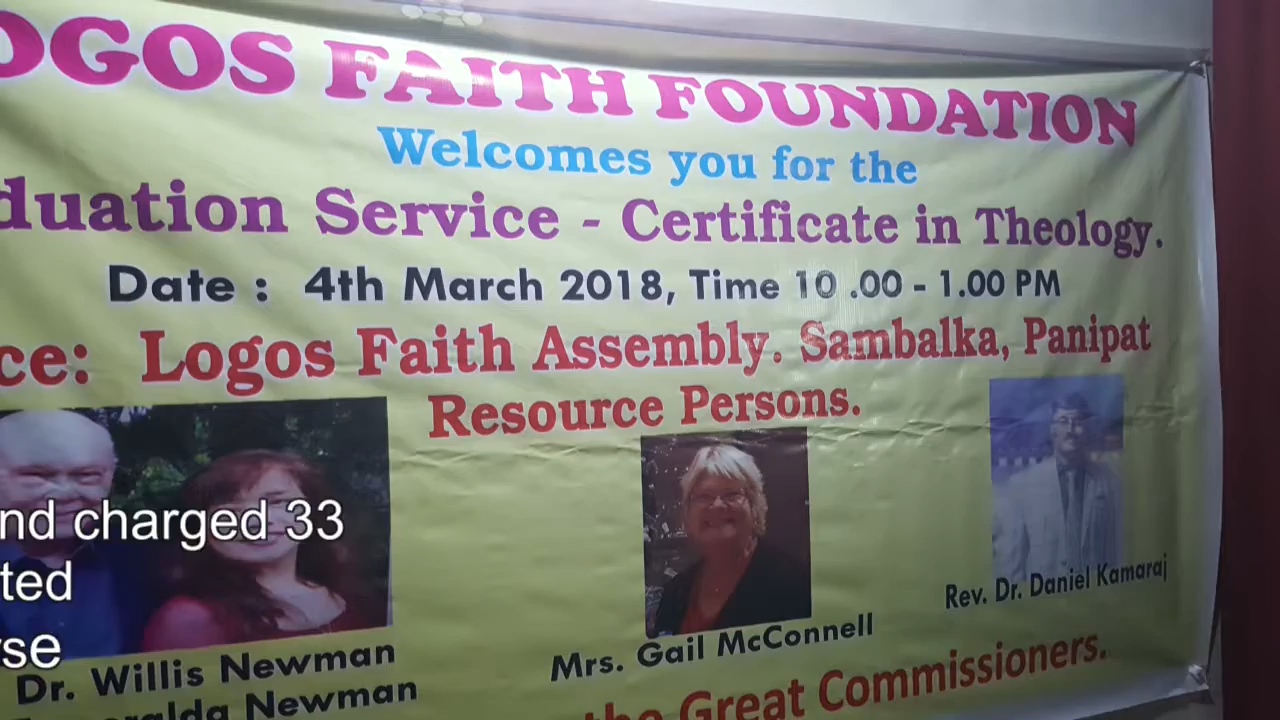 OGOS FAITH FOUNDATION
Welcomes you for the
duation Service - Certificate in Theology.
Date : 4th March 2018, Time 10 .00 - 1.00 PM
ce: Logos Faith Assembly. Sambalka, Panipat
Resource Persons.
nd charged 33
ted
rse
Dr. Willis Newman
Newman
Mrs. Gail McConnell
Rev. Dr. Daniel Kamaraj
the Great Commissioners.